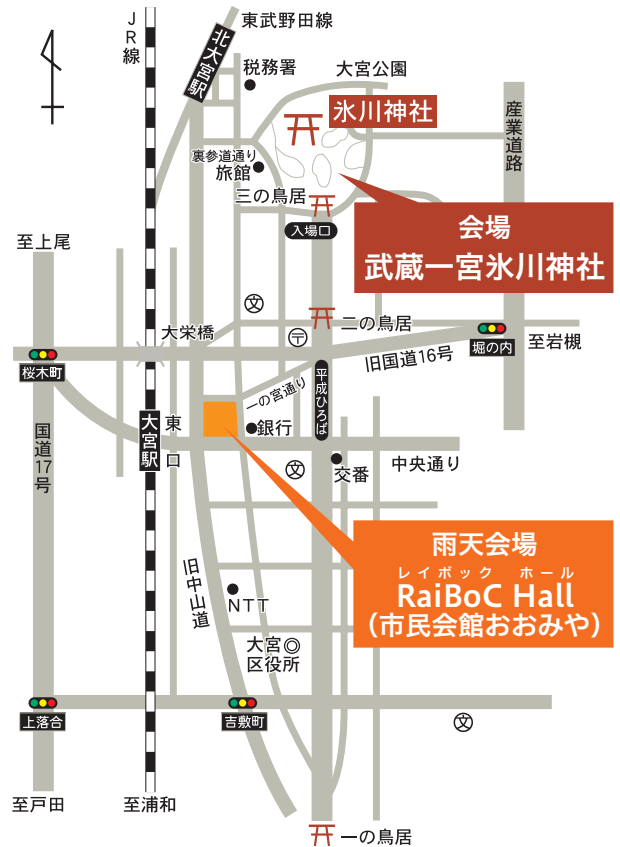 JR線
東武野田線
北大宮駅
税務署
大宮公園
氷川神社
産業道路
裏参道通り
旅館
三の鳥居
入場口
会場
武蔵一宮氷川神社
至上尾
文
大栄橋
〒
二の鳥居
堀の内
至岩槻
桜木町
旧国道16号
平成ひろば
一の宮通り
国道17号
大宮駅
東口
銀行
文
交番
中央通り
雨天会場
レイボック ホール
RaiBoC Hall
(市民会館おおみや)
旧中山道
NTT
大宮◎
区役所
上落合
吉敷町
文
至戸田
至浦和
一の鳥居